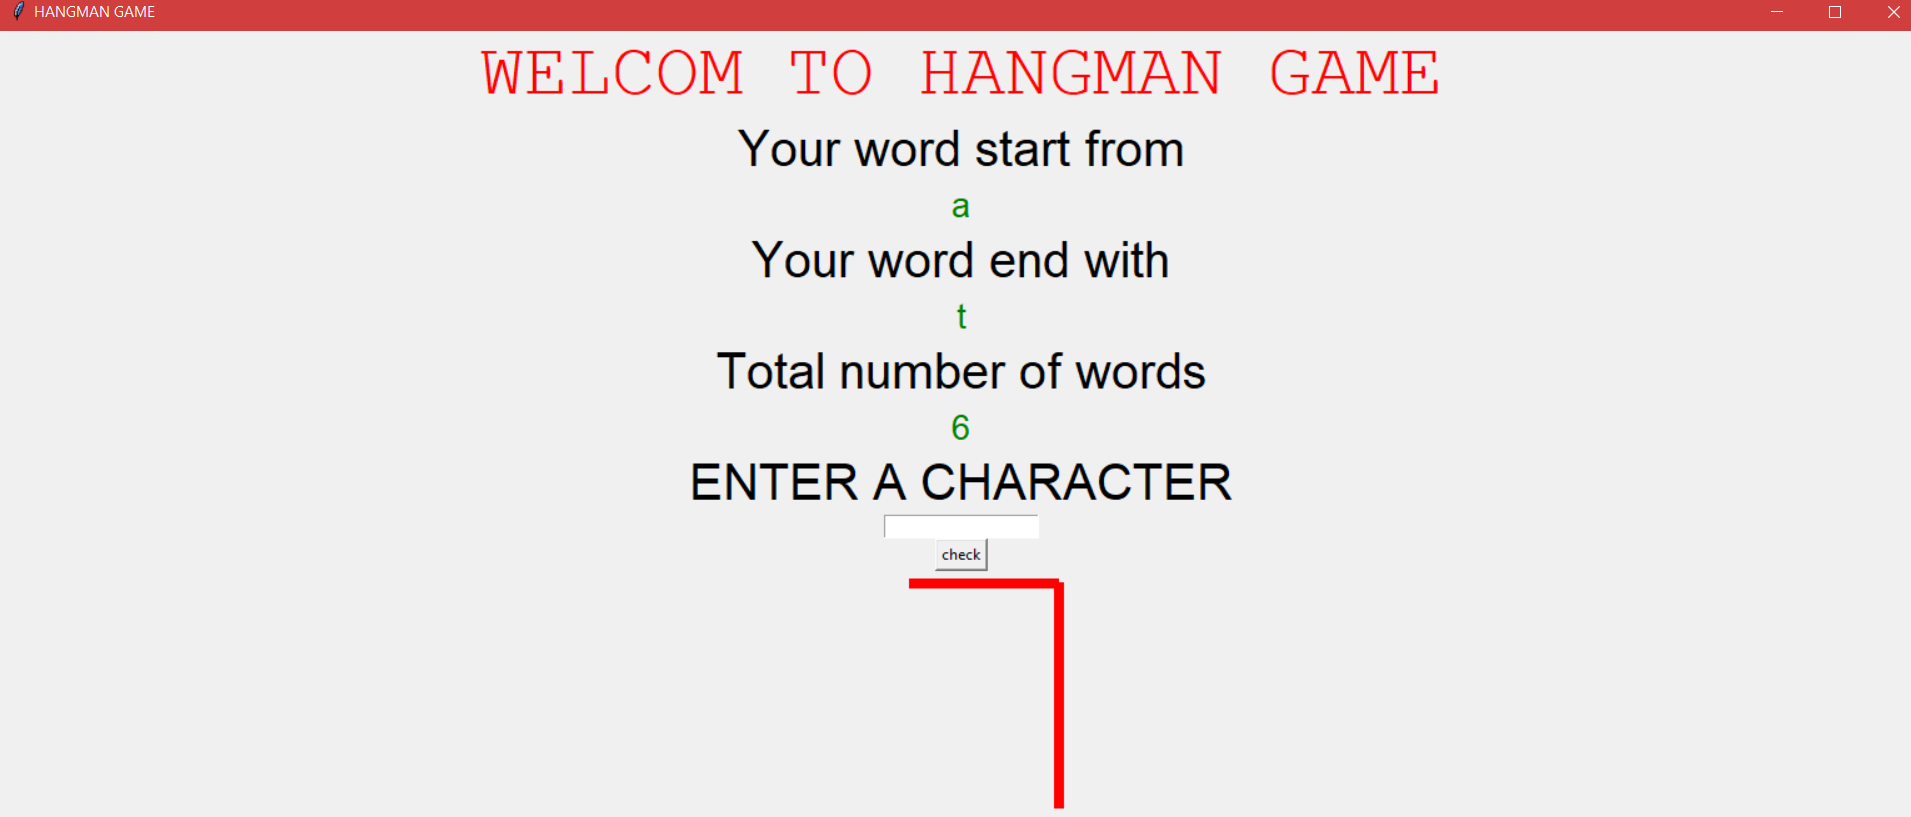 HANGMAN GAME
WELCOM TO HANGMAN GAME
Your word start from
a
Your word end with
t
Total number of words
6
ENTER A CHARACTER
check